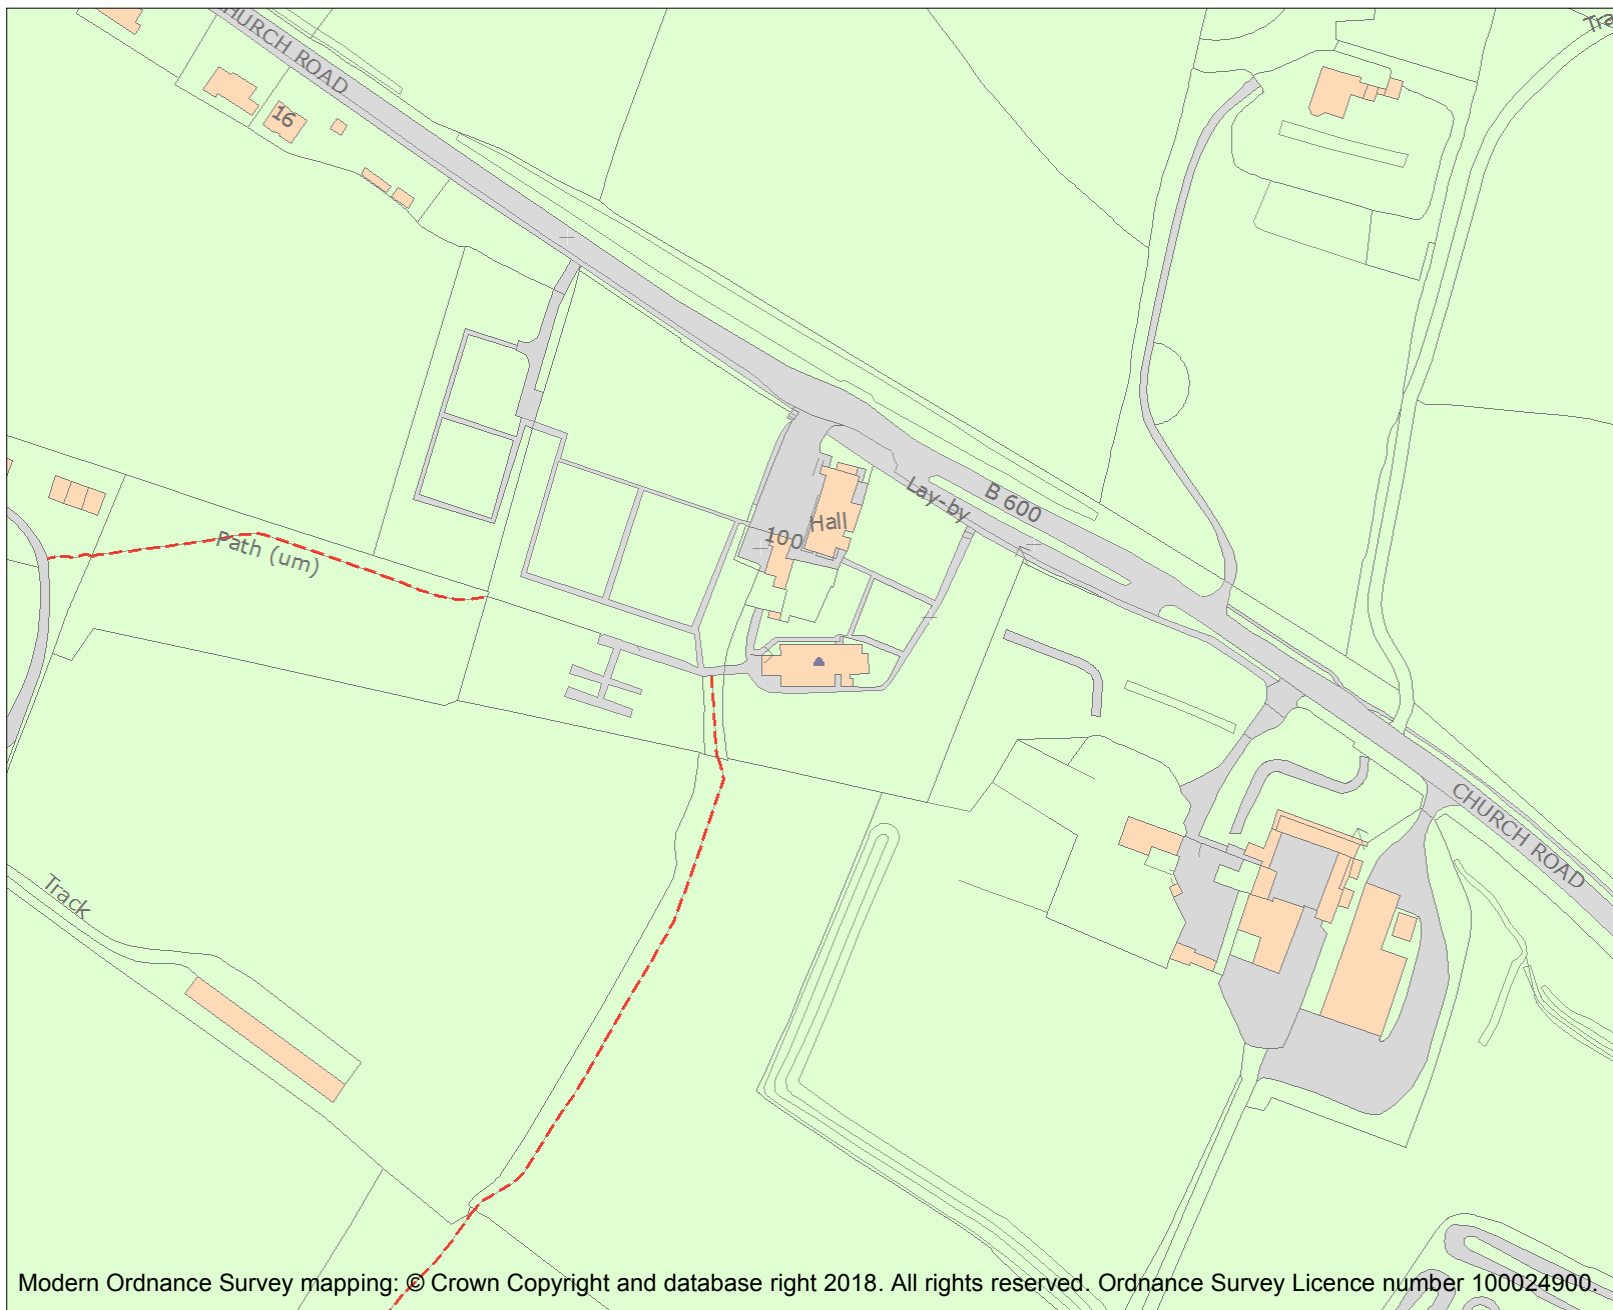 CHURCH ROAD
Tra
16
B 600
Lay-by
Hall
100
Path (um)
CHURCH ROAD
Track
Modern Ordnance Survey mapping: © Crown Copyright and database right 2018. All rights reserved. Ordnance Survey Licence number 100024900.